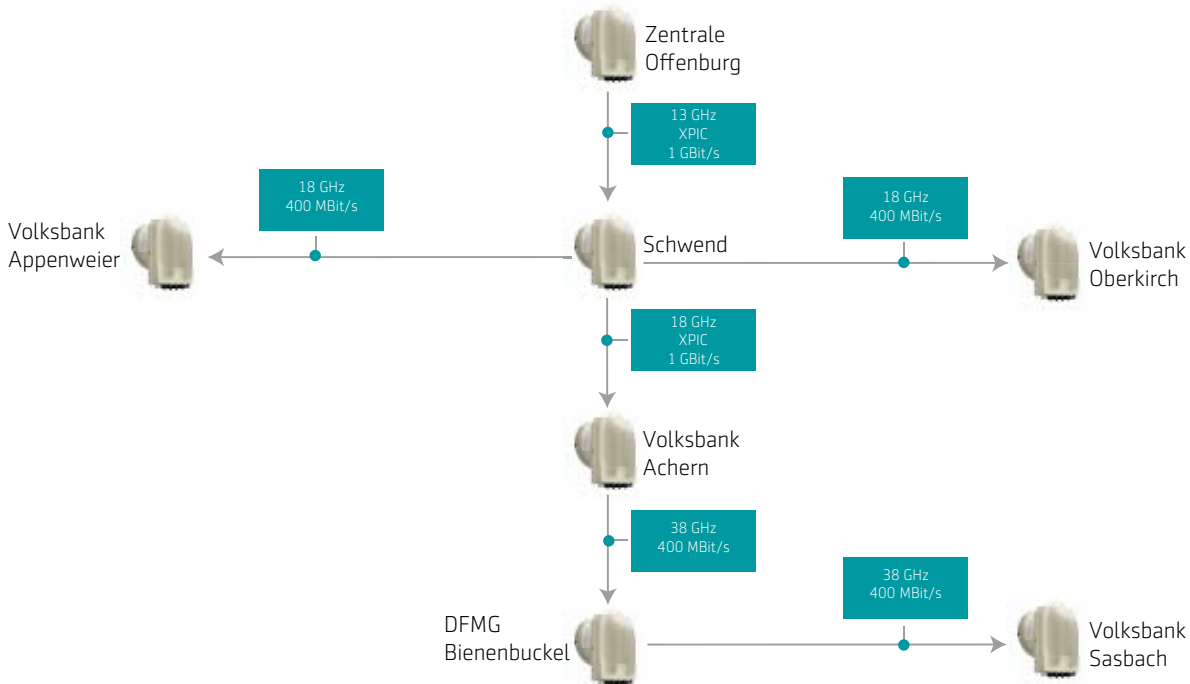 Zentrale
Offenburg
13 GHz
XPIC
1 GBit/s
18 GHz
400 MBit/s
18 GHz
400 MBit/s
Volksbank
Appenweier
Schwend
Volksbank
Oberkirch
18 GHz
XPIC
1 GBit/s
Volksbank
Achern
38 GHz
400 MBit/s
38 GHz
400 MBit/s
DFMG
Bienenbuckel
Volksbank
Sasbach